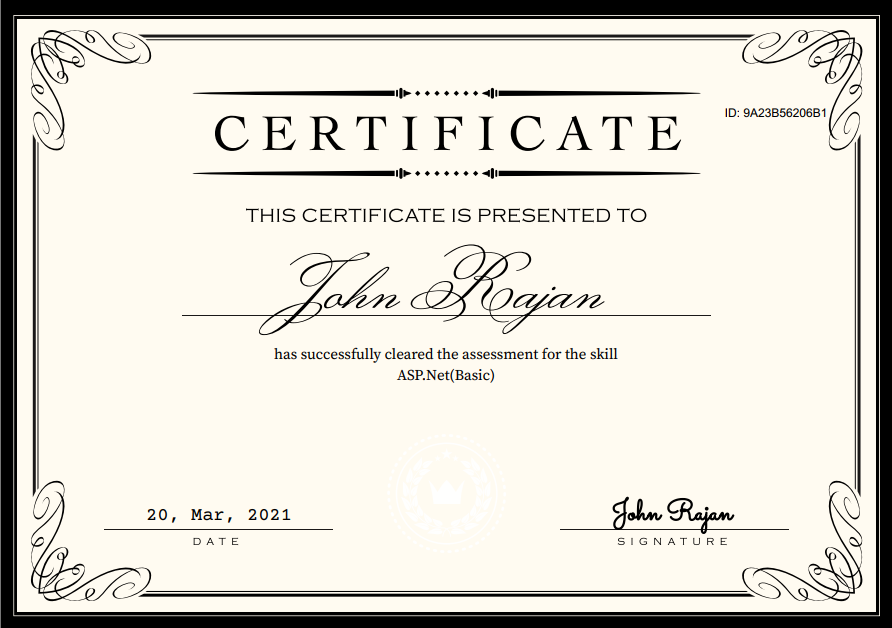 ID: 9A23B56206B1
CERTIFICATE
THIS CERTIFICATE IS PRESENTED TO
John Rajan
has successfully cleared the assessment for the skill
ASP.Net(Basic)
20, Mar, 2021
John Rajan
DATE
SIGNATURE